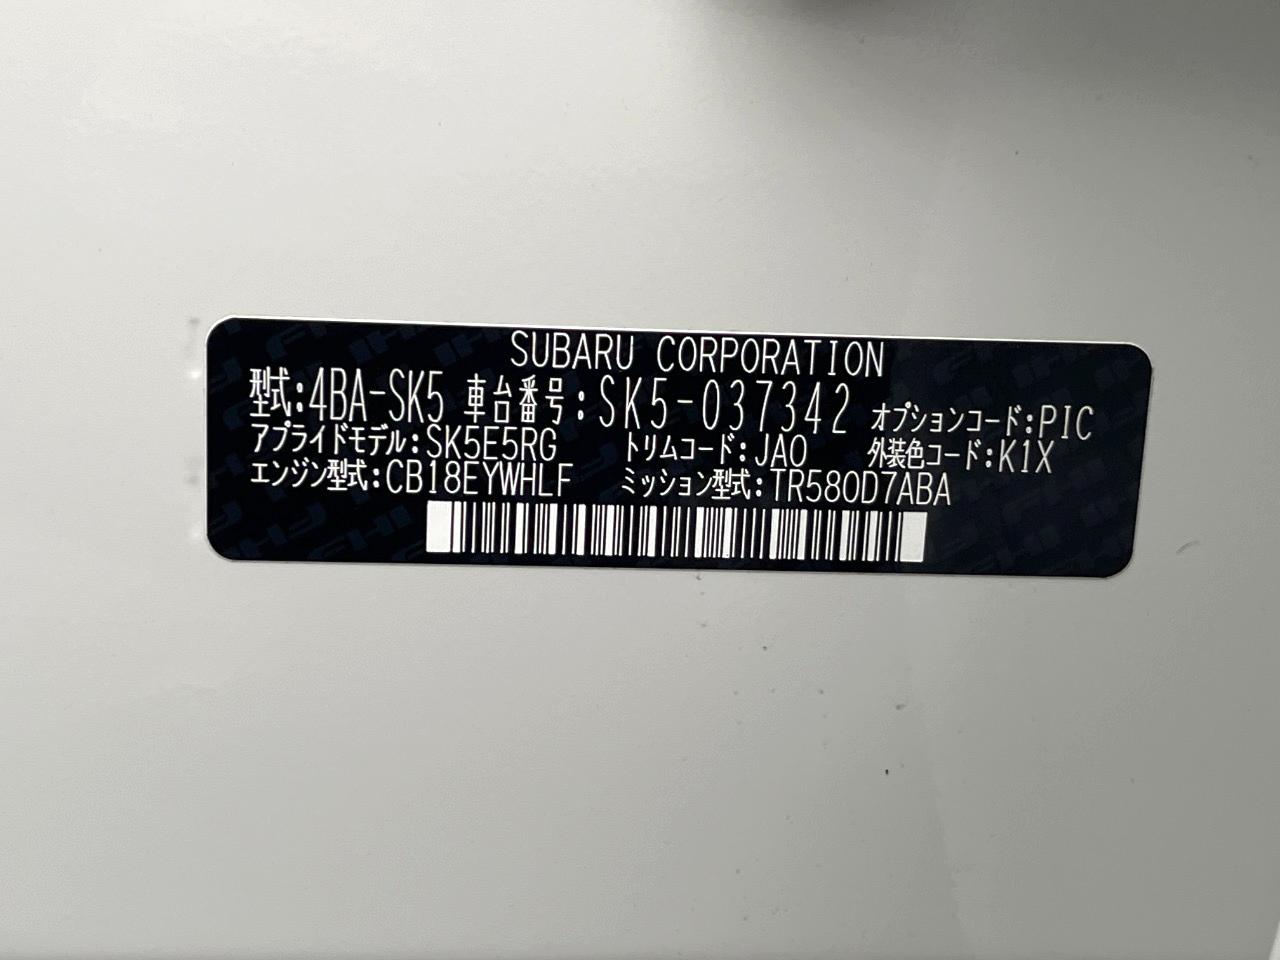 SUBARU CORPORATION
型式:4BA-SK5 車台番号:SK5-037342 オプションコード:PIC
アプライドモデル:SK5E5RG トリムコード:JAO 外装色コード:K1X
エンジン型式:CB18EYWHLF ミッション型式:TR580D7ABA